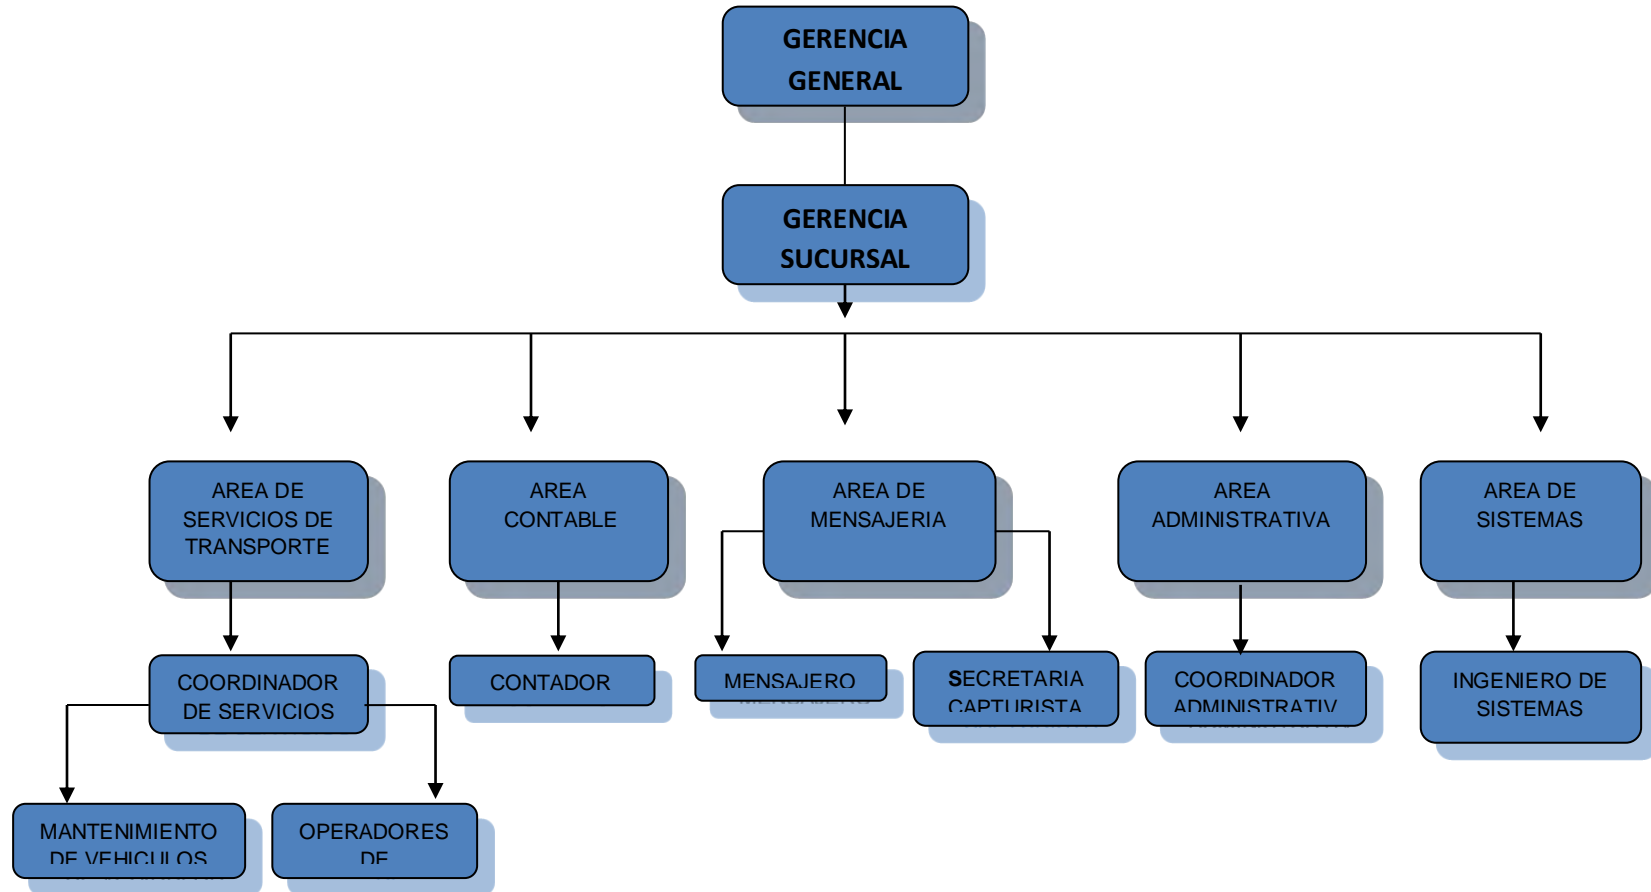 GERENCIA
GENERAL
GERENCIA
SUCURSAL
AREA DE
SERVICIOS DE
TRANSPORTE
AREA
CONTABLE
AREA DE
MENSAJERIA
AREA
ADMINISTRATIVA
AREA DE
SISTEMAS
COORDINADOR
DE SERVICIOS
CONTADOR
MENSAJERO
SECRETARIA
CAPTURISTA
COORDINADOR
ADMINISTRATIV
INGENIERO DE
SISTEMAS
MANTENIMIENTO
DE VEHICULOS
OPERADORES
DE